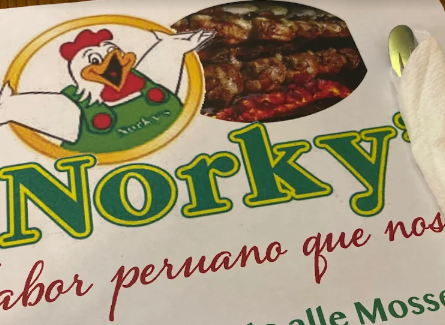 Norky's
Norky'
abor peruano que nos
alle Mosse